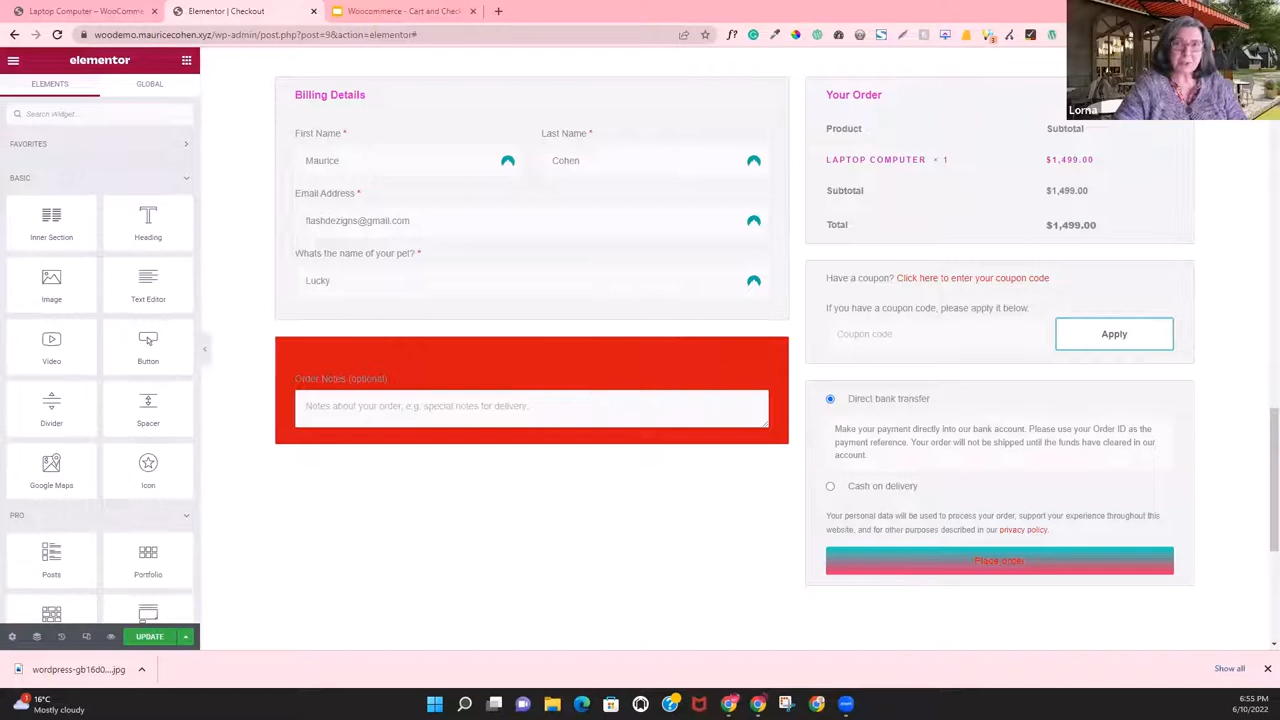 Laptop Computer – WooComme
Elementor | Checkout
Woocommerce - Cart and Check
woodemo.mauricecohen.xyz/wp-admin/post.php?post=9&action=elementor#
elementor
ELEMENTS
GLOBAL
Search Widget...
FAVORITES
BASIC
Inner Section
Heading
Image
Text Editor
Video
Button
Divider
Spacer
Google Maps
Icon
PRO
Posts
Portfolio
UPDATE
Billing Details
First Name *
Last Name *
Maurice
Cohen
Email Address *
flashdezigns@gmail.com
Whats the name of your pet? *
Lucky
Order Notes (optional)
Notes about your order, e.g. special notes for delivery.
Your Order
Product
Subtotal
LAPTOP COMPUTER × 1
$1,499.00
Subtotal
$1,499.00
Total
$1,499.00
Have a coupon? Click here to enter your coupon code
If you have a coupon code, please apply it below.
Coupon code
Apply
Direct bank transfer
Make your payment directly into our bank account. Please use your Order ID as the
payment reference. Your order will not be shipped until the funds have cleared in our
account.
Cash on delivery
Your personal data will be used to process your order, support your experience throughout this
website, and for other purposes described in our privacy policy.
Place order
Lorna
wordpress-gb16d0....jpg
Show all
16°C
Mostly cloudy
6:55 PM
6/10/2022